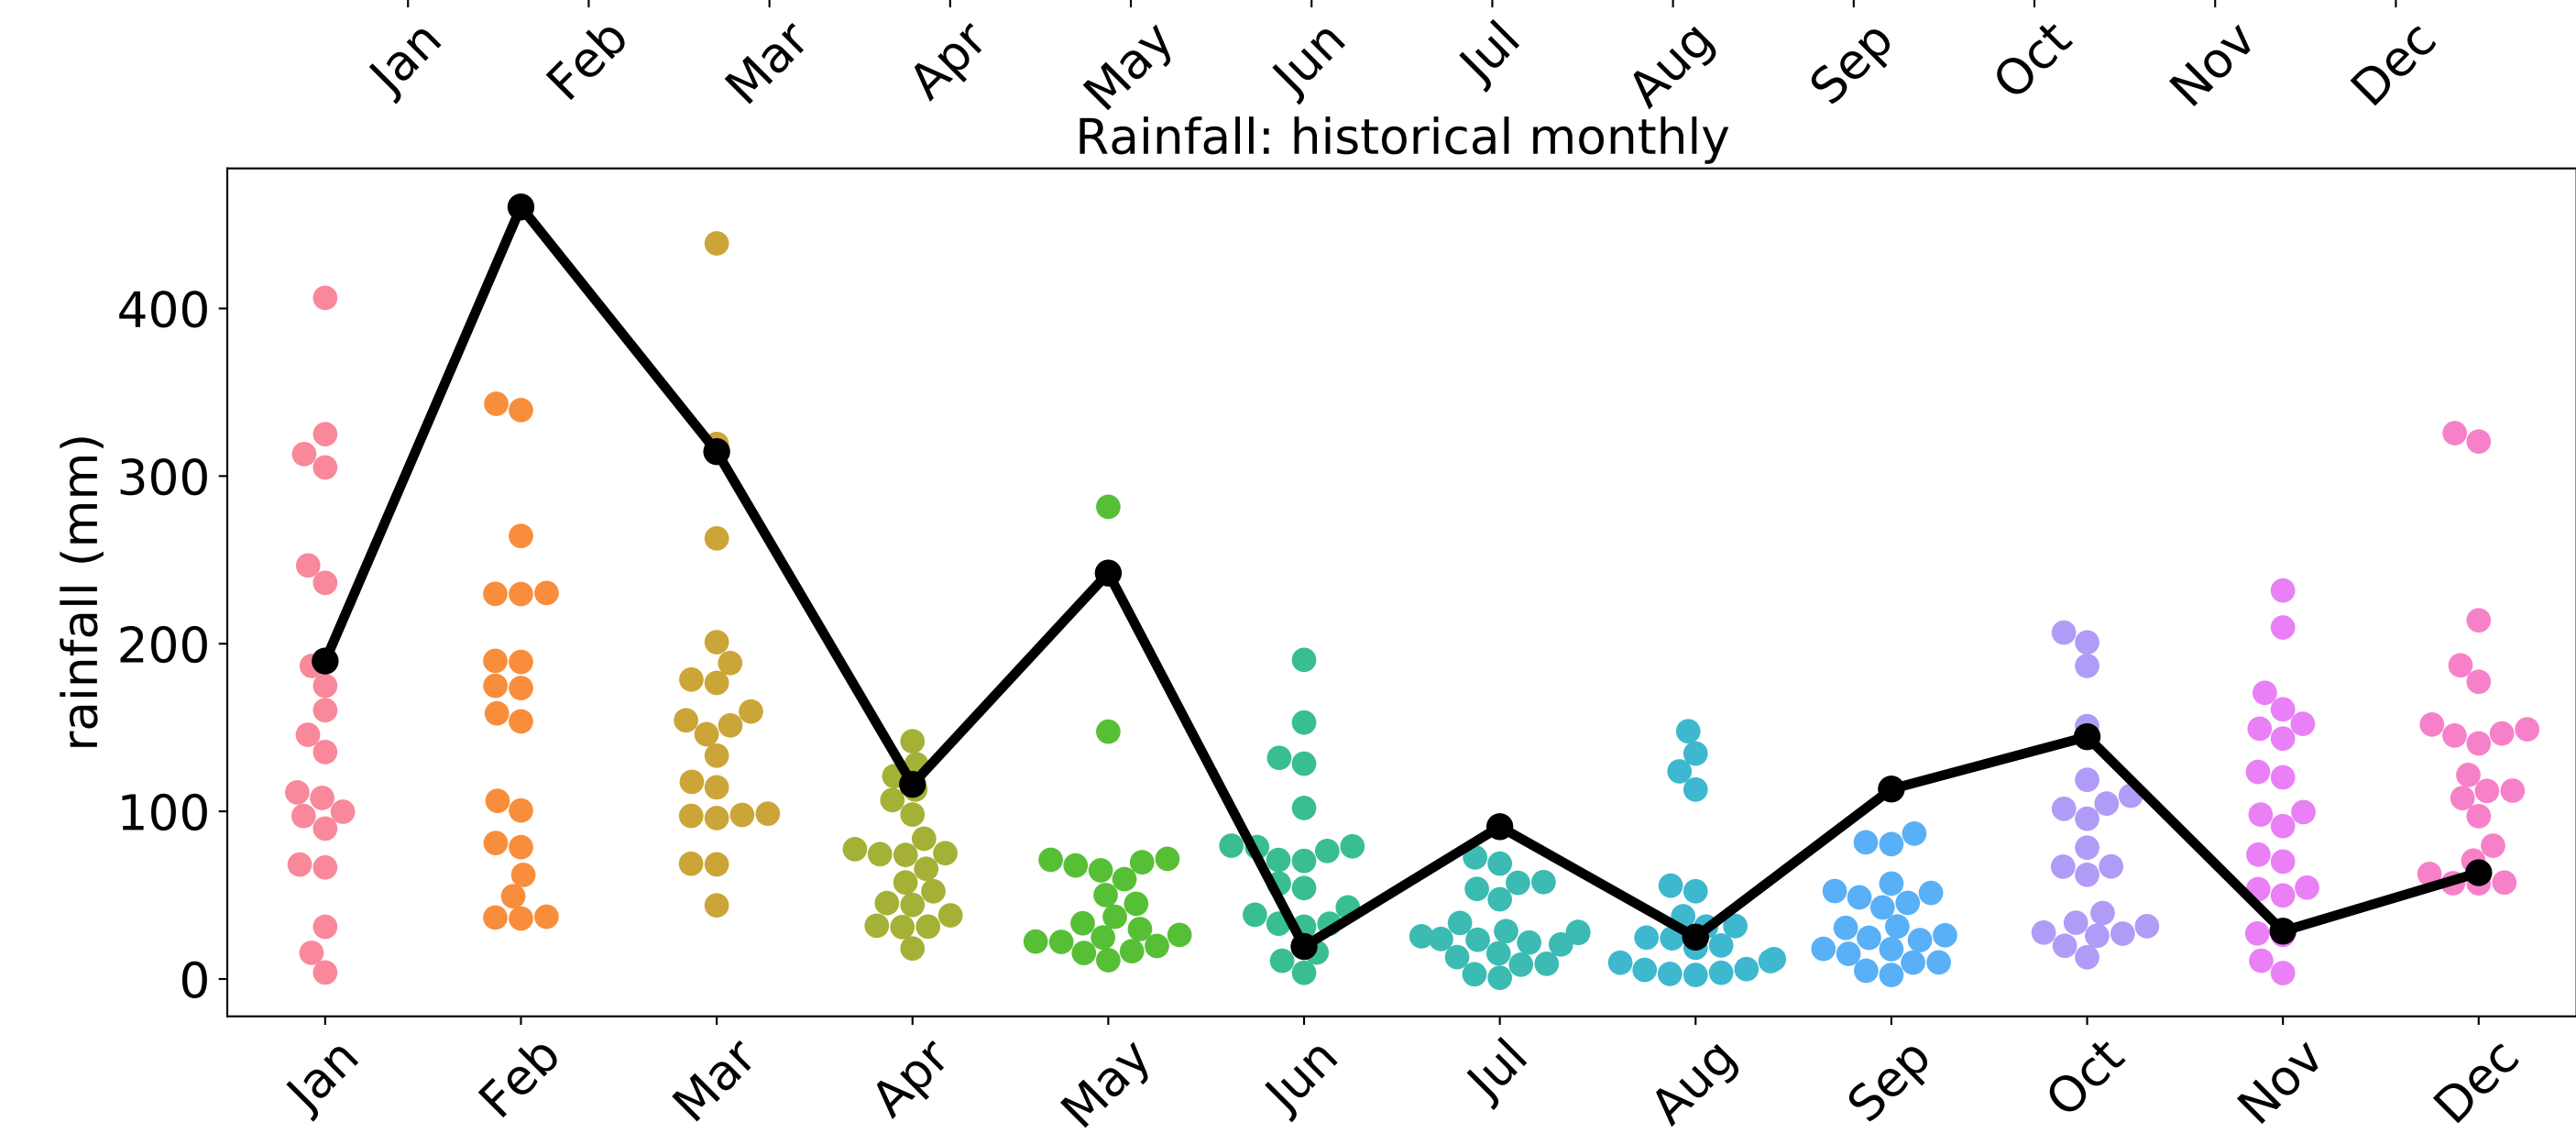 Jan Feb Mar Apr May Jun Jul Aug Sep Oct Nov Dec
Rainfall: historical monthly
rainfall (mm)
400
300
200
100
0
Jan Feb Mar Apr May Jun Jul Aug Sep Oct Nov Dec